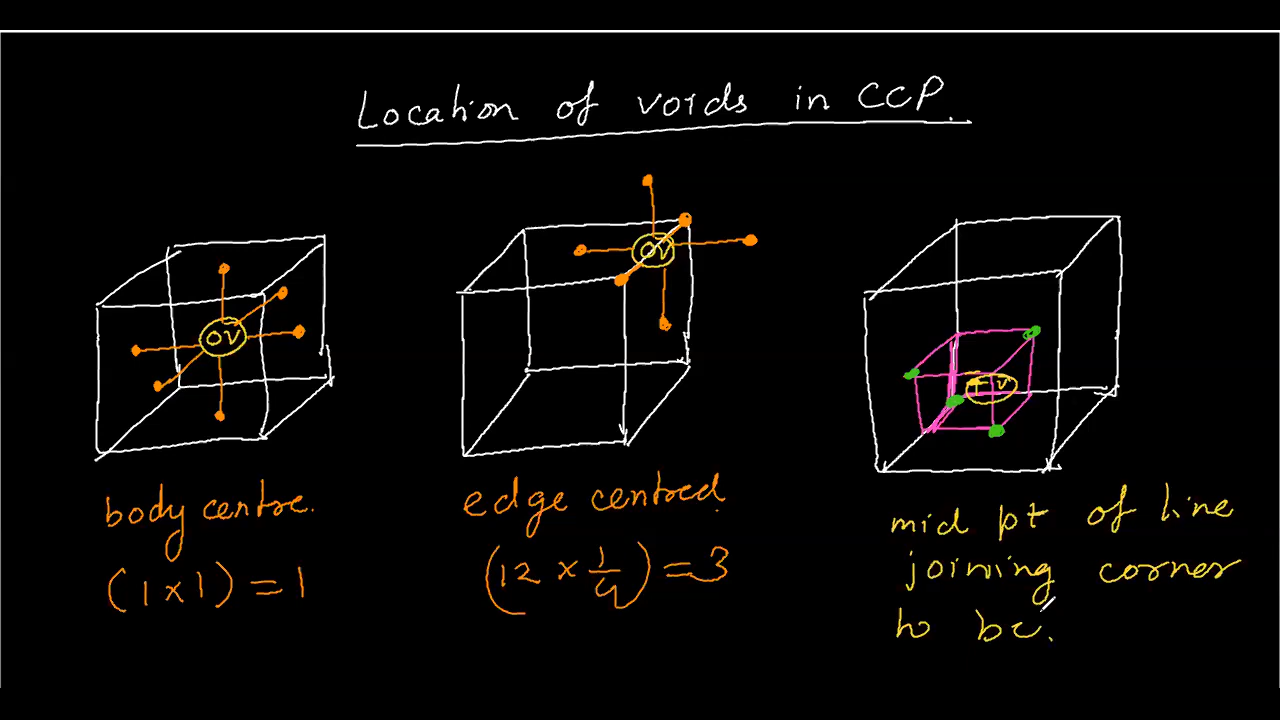 Location of voids in CCP.
OV
OV
TV
body centre.
(1x1) = 1
edge centred.
(12 x 1/4) = 3
mid pt of line
joining corner
to bc.